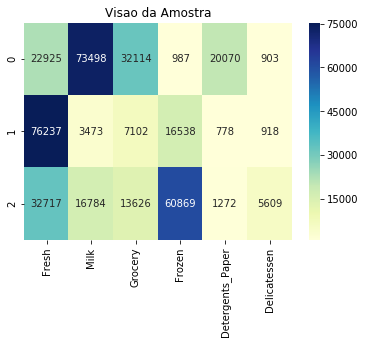 Visao da Amostra
0 22925 73498 32114 987 20070 903
1 76237 3473 7102 16538 778 918
2 32717 16784 13626 60869 1272 5609
Fresh Milk Grocery Frozen Detergents_Paper Delicatessen
75000
60000
45000
30000
15000